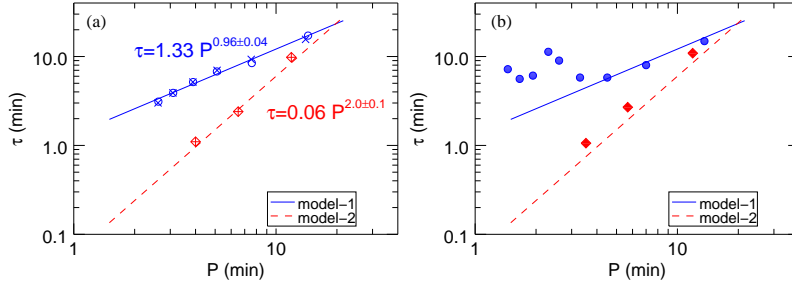 (a)
τ=1.33 P^0.96±0.04
τ=0.06 P^2.0±0.1
model−1
model−2
10.0
1.0
0.1
τ (min)
1
10
P (min)
(b)
model−1
model−2
10.0
1.0
0.1
τ (min)
1
10
P (min)